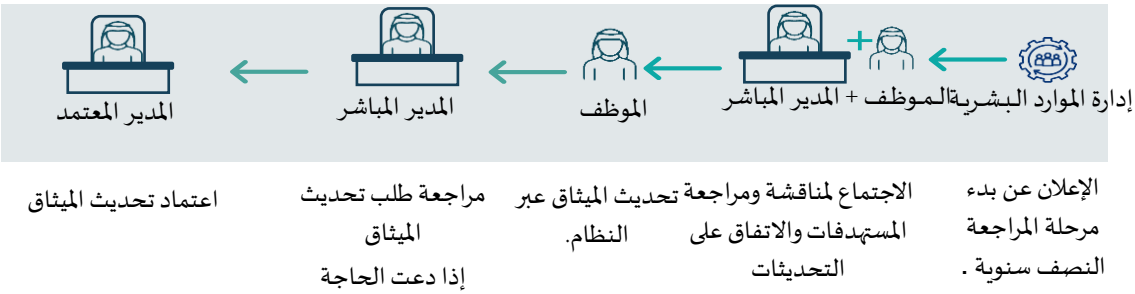 إدارة الموارد البشرية
الموظف + المدير المباشر
الموظف
المدير المباشر
المدير المعتمد
الإعلان عن بدء
مرحلة المراجعة
النصف سنوية .
الاجتماع لمناقشة ومراجعة
المستهدفات والاتفاق على
التحديثات
تحديث الميثاق عبر
النظام.
مراجعة طلب تحديث
الميثاق
إذا دعت الحاجة
اعتماد تحديث الميثاق